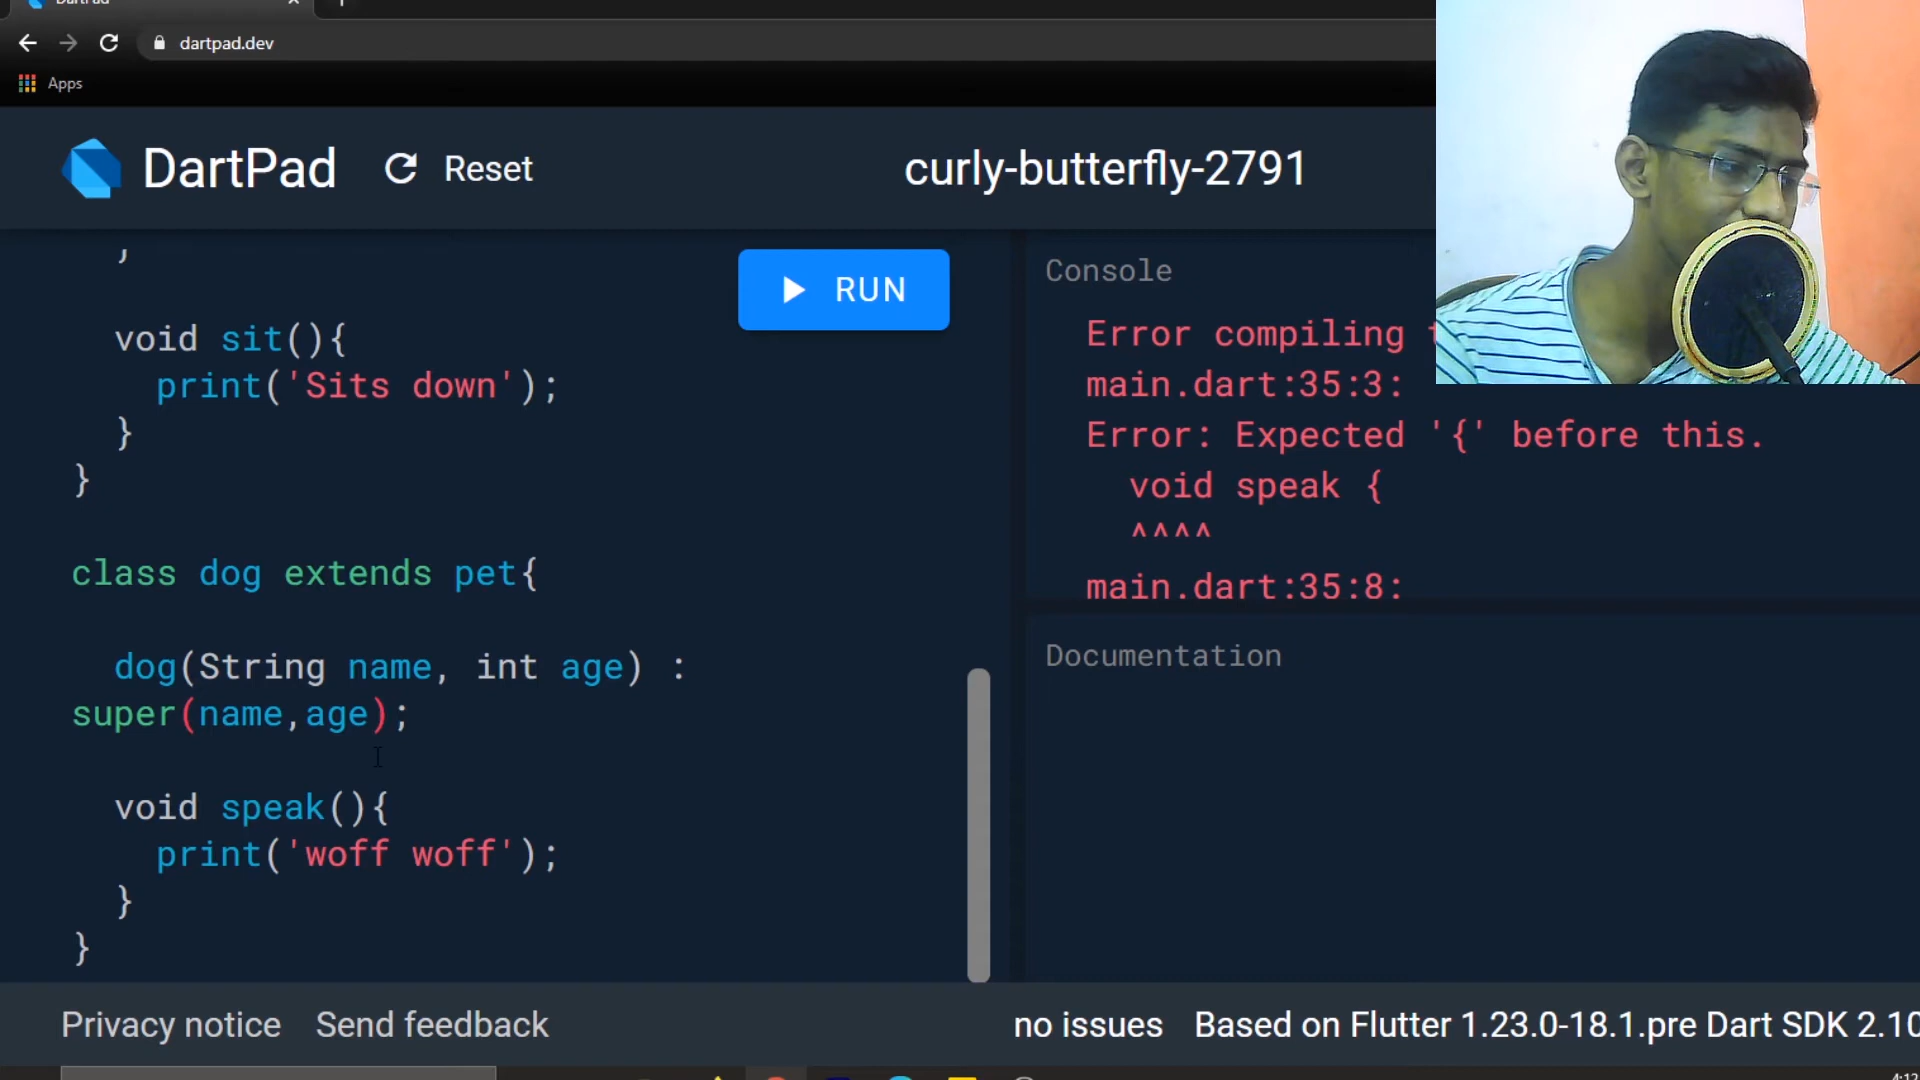 DartPad
dartpad.dev
Apps
DartPad
Reset
curly-butterfly-2791
RUN
void sit(){
print('Sits down');
}
}
class dog extends pet{
dog(String name, int age) :
super(name,age);
void speak(){
print('woff woff');
}
}
Console
Error compiling
main.dart:35:3:
Error: Expected '{' before this.
void speak {
^^^^
main.dart:35:8:
Documentation
Privacy notice
Send feedback
no issues
Based on Flutter 1.23.0-18.1.pre Dart SDK 2.10